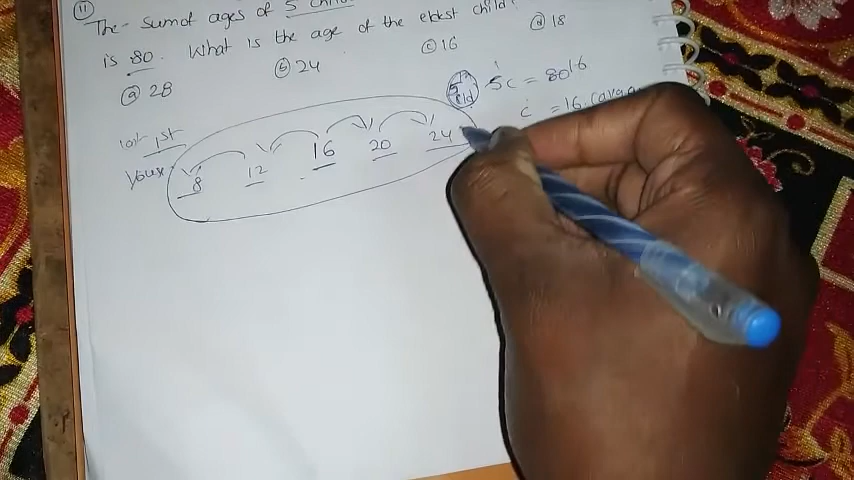 11
The Sum of ages of 5 child
is 80. What is the age of the eldest child?
(a) 28 (b) 24 (c) 16 (d) 18
5c = 80 16
c = 16
1st
8 12 16 20 24